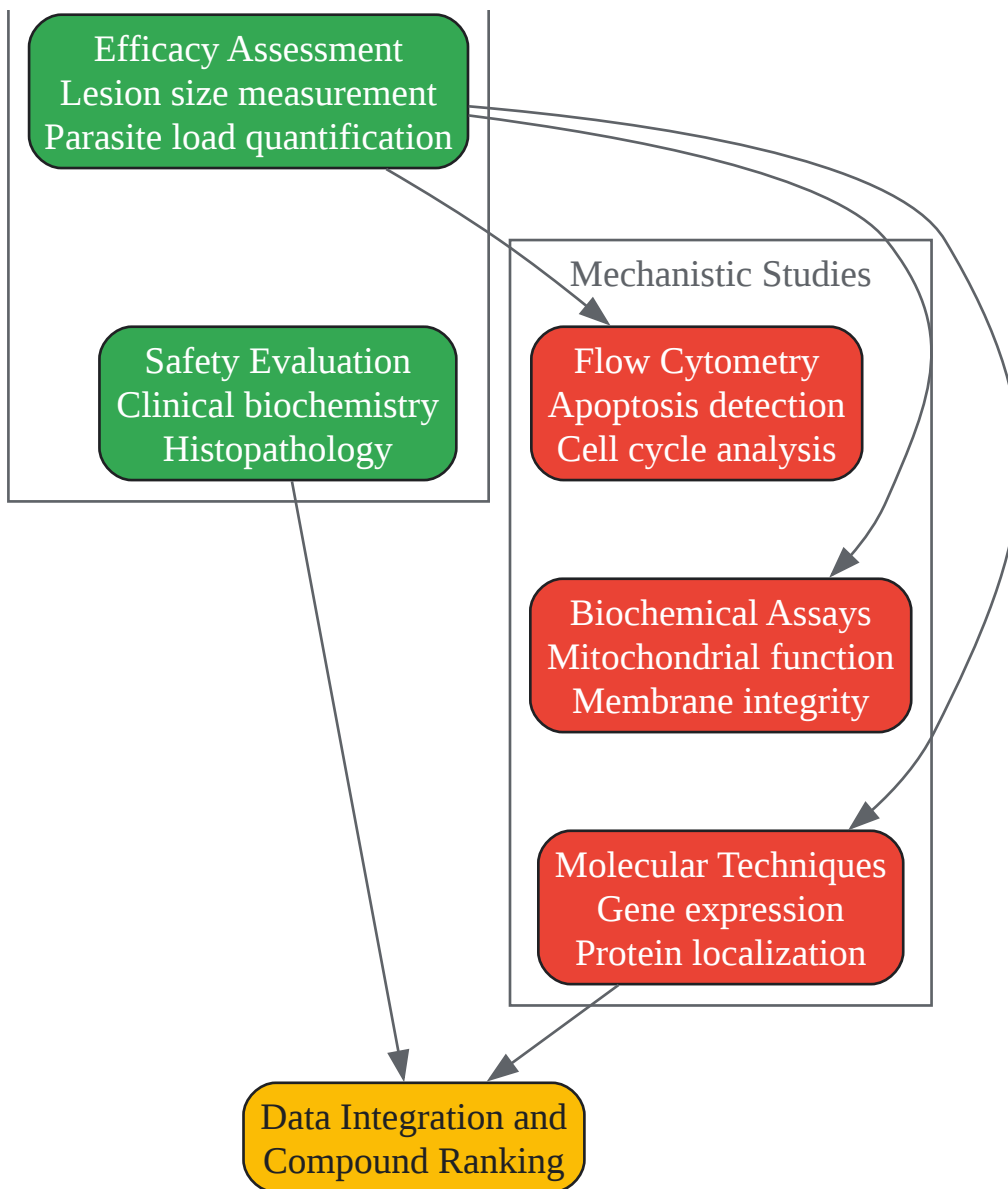 Efficacy Assessment
Lesion size measurement
Parasite load quantification
Mechanistic Studies
Safety Evaluation
Clinical biochemistry
Histopathology
Flow Cytometry
Apoptosis detection
Cell cycle analysis
Biochemical Assays
Mitochondrial function
Membrane integrity
Molecular Techniques
Gene expression
Protein localization
Data Integration and
Compound Ranking